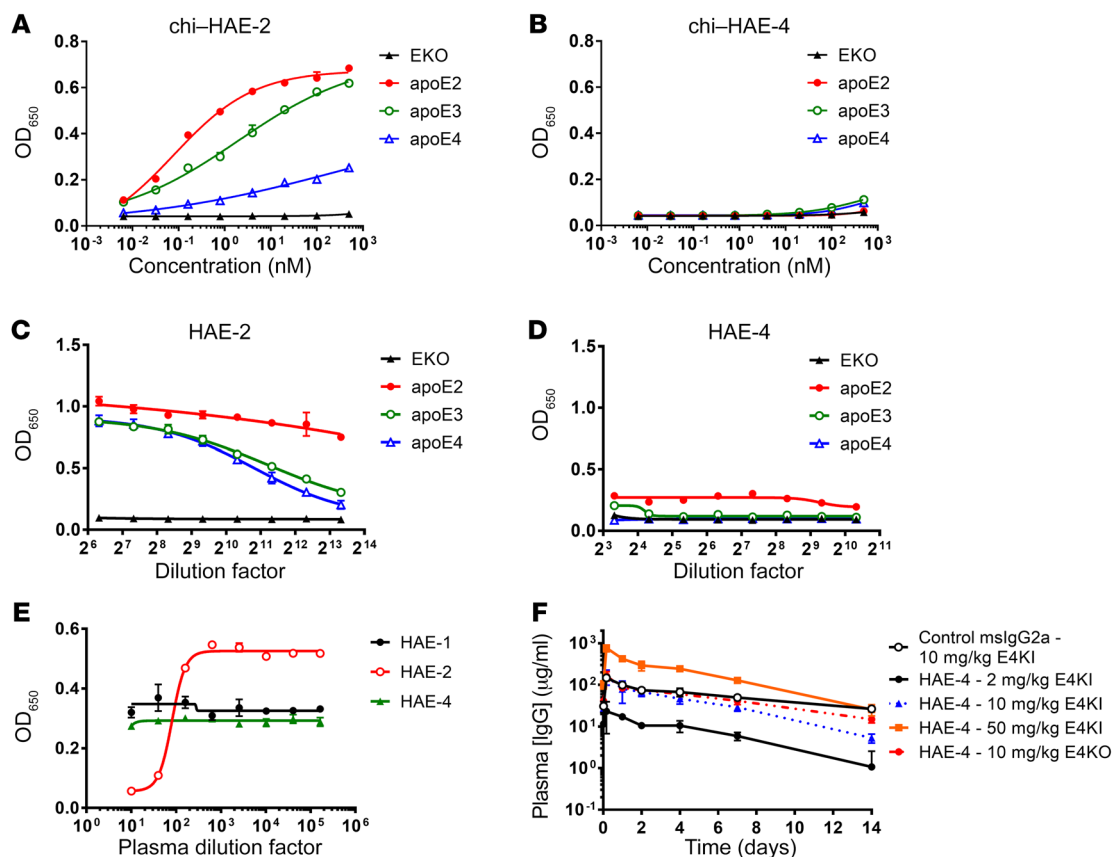 A
chi–HAE-2
OD650
0.8
0.6
0.4
0.2
0.0
10-3 10-2 10-1 100 101 102 103
Concentration (nM)
EKO
apoE2
apoE3
apoE4
B
chi–HAE-4
OD650
0.8
0.6
0.4
0.2
0.0
10-3 10-2 10-1 100 101 102 103
Concentration (nM)
EKO
apoE2
apoE3
apoE4
C
HAE-2
OD650
1.5
1.0
0.5
0.0
26 27 28 29 210 211 212 213 214
Dilution factor
EKO
apoE2
apoE3
apoE4
D
HAE-4
OD650
1.5
1.0
0.5
0.0
23 24 25 26 27 28 29 210 211
Dilution factor
EKO
apoE2
apoE3
apoE4
E
OD650
0.6
0.4
0.2
0.0
100 101 102 103 104 105 106
Plasma dilution factor
HAE-1
HAE-2
HAE-4
F
Plasma [IgG] (µg/ml)
103
102
101
100
10-1
0 2 4 6 8 10 12 14
Time (days)
Control msIgG2a -
10 mg/kg E4KI
HAE-4 - 2 mg/kg E4KI
HAE-4 - 10 mg/kg E4KI
HAE-4 - 50 mg/kg E4KI
HAE-4 - 10 mg/kg E4KO